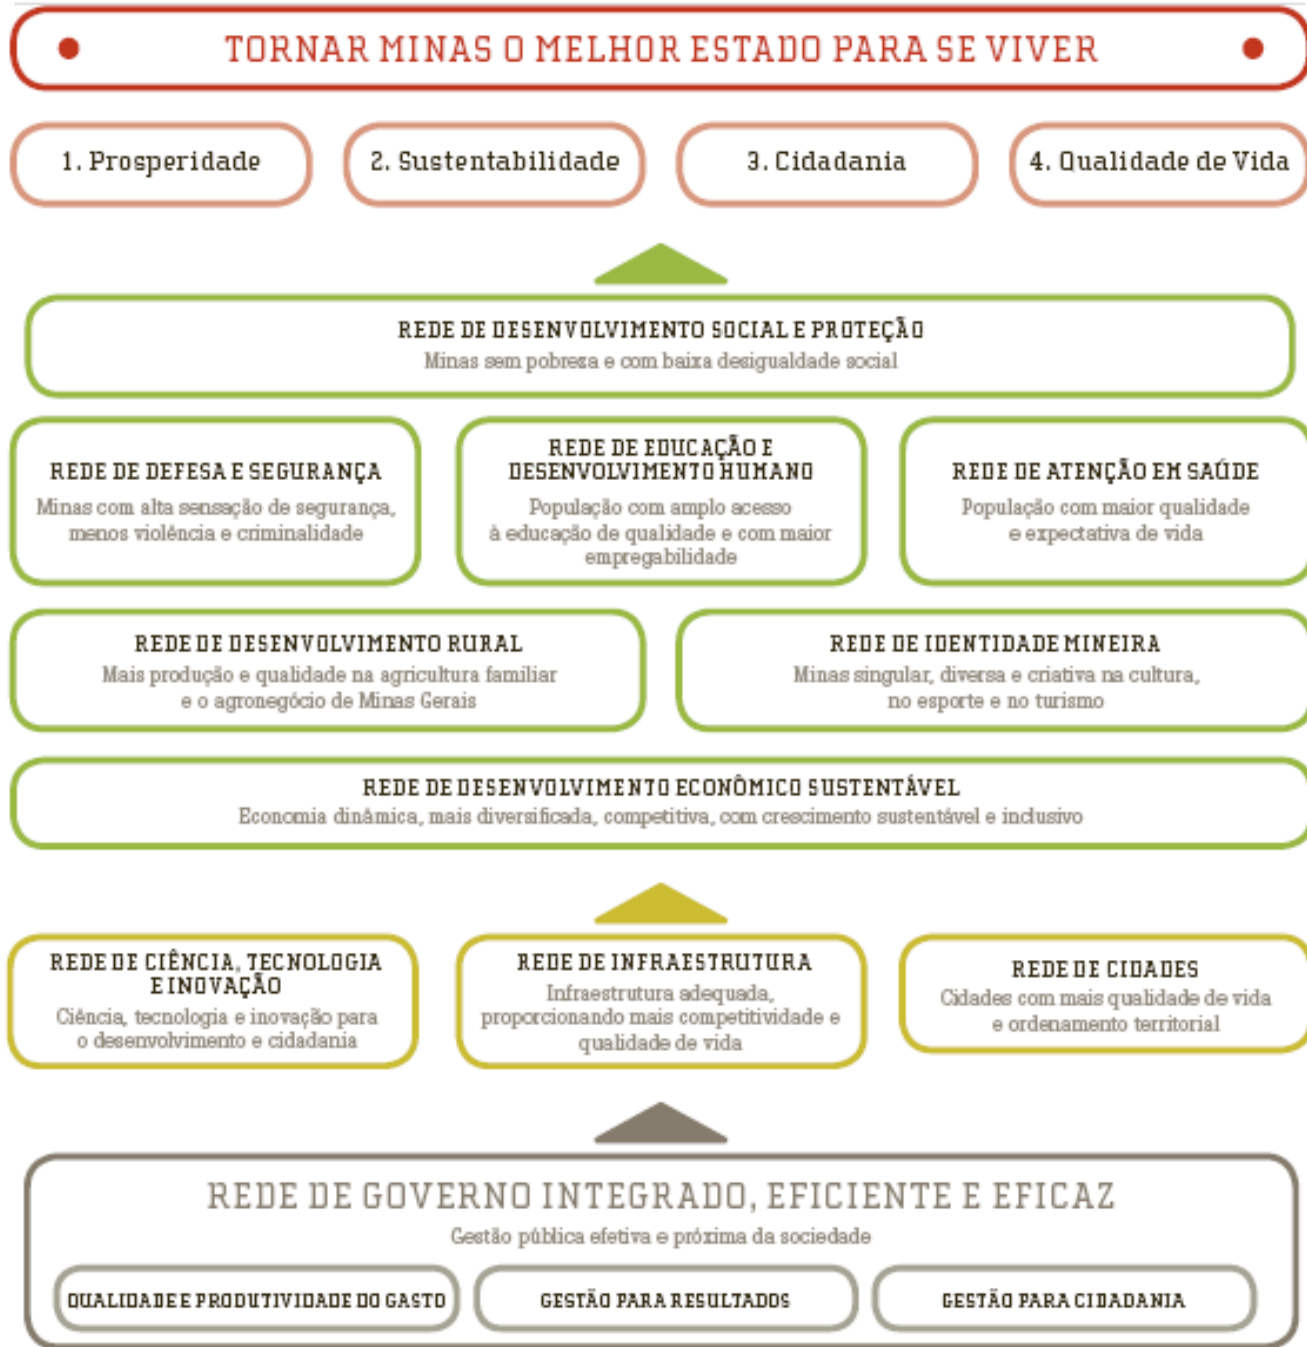 TORNAR MINAS O MELHOR ESTADO PARA SE VIVER
1. Prosperidade
2. Sustentabilidade
3. Cidadania
4. Qualidade de Vida
REDE DE DESENVOLVIMENTO SOCIAL E PROTEÇÃO
Minas sem pobreza e com baixa desigualdade social
REDE DE DEFESA E SEGURANÇA
Minas com alta sensação de segurança,
menos violência e criminalidade
REDE DE EDUCAÇÃO E
DESENVOLVIMENTO HUMANO
População com amplo acesso
à educação de qualidade e com maior
empregabilidade
REDE DE ATENÇÃO EM SAÚDE
População com maior qualidade
e expectativa de vida
REDE DE DESENVOLVIMENTO RURAL
Mais produção e qualidade na agricultura familiar
e o agronegócio de Minas Gerais
REDE DE IDENTIDADE MINEIRA
Minas singular, diversa e criativa na cultura,
no esporte e no turismo
REDE DE DESENVOLVIMENTO ECONÔMICO SUSTENTÁVEL
Economia dinâmica, mais diversificada, competitiva, com crescimento sustentável e inclusivo
REDE DE CIÊNCIA, TECNOLOGIA
E INOVAÇÃO
Ciência, tecnologia e inovação para
o desenvolvimento e cidadania
REDE DE INFRAESTRUTURA
Infraestrutura adequada,
proporcionando mais competitividade e
qualidade de vida
REDE DE CIDADES
Cidades com mais qualidade de vida
e ordenamento territorial
REDE DE GOVERNO INTEGRADO, EFICIENTE E EFICAZ
Gestão pública efetiva e próxima da sociedade
QUALIDADE E PRODUTIVIDADE DO GASTO
GESTÃO PARA RESULTADOS
GESTÃO PARA CIDADANIA